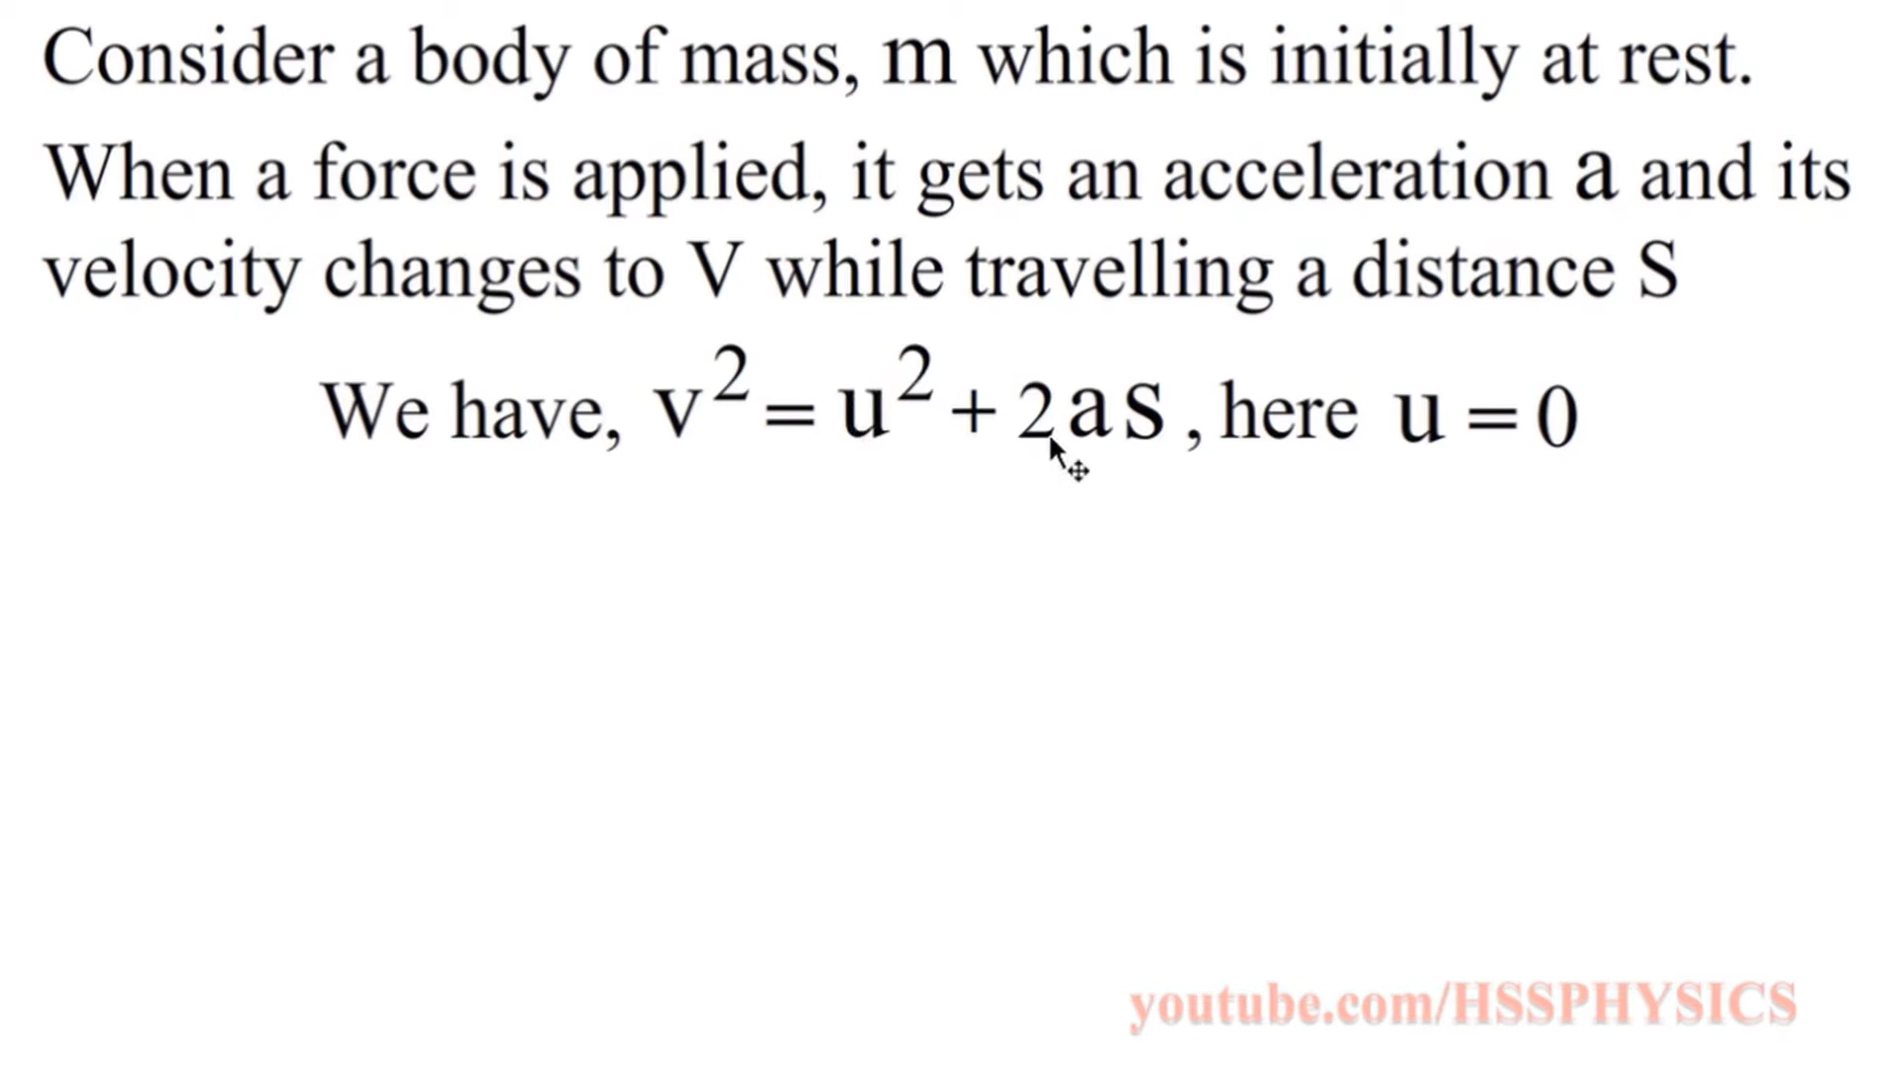 Consider a body of mass, m which is initially at rest.
When a force is applied, it gets an acceleration a and its
velocity changes to V while travelling a distance S
We have, v² = u² + 2as, here u = 0
youtube.com/HSSPHYSICS